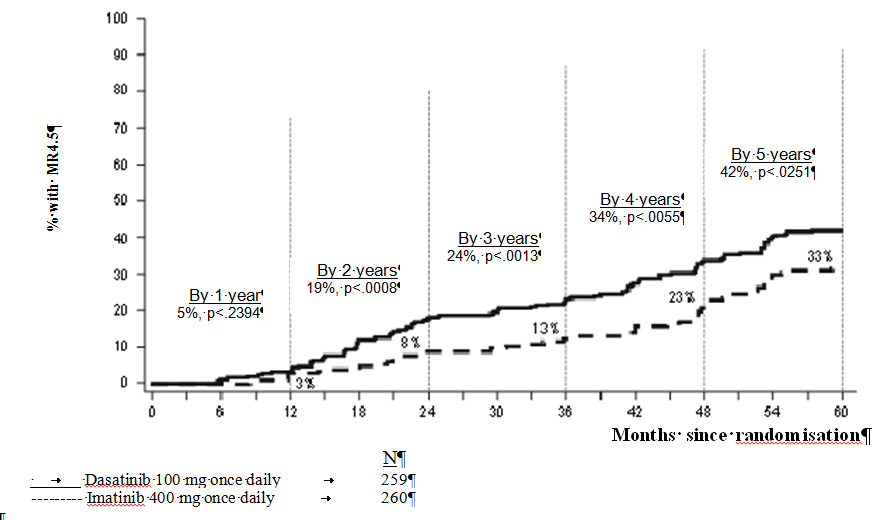 100
90
80
70
60
50
40
30
20
10
0
% with MR4.5¶
By·1·year¶
5%,·p<.2394¶
By·2·years¶
19%,·p<.0008¶
By·3·years¶
24%,·p<.0013¶
By·4·years¶
34%,·p<.0055¶
By·5·years¶
42%,·p<.0251¶
3%
8%
13%
23%
33%
0 6 12 18 24 30 36 42 48 54 60
Months·since·randomisation¶
N¶
· → ·Dasatinib·100·mg·once·daily → 259¶
--------·Imatinib·400·mg·once·daily → 260¶
¶